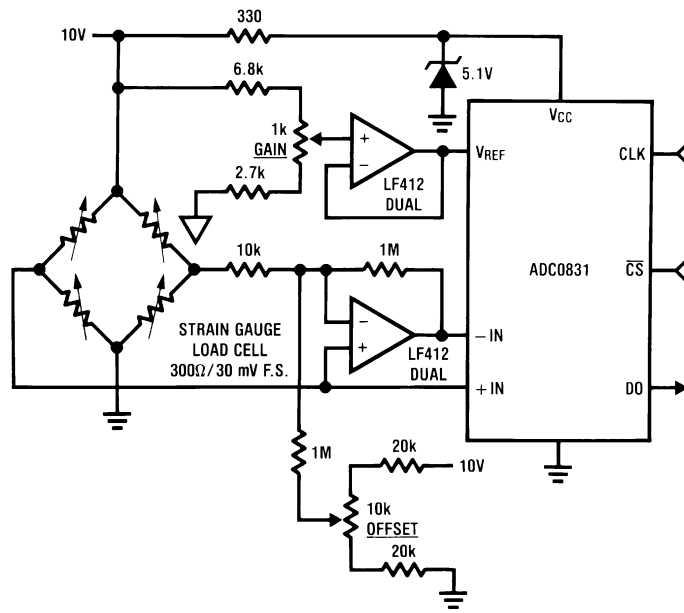 330
10V
5.1V
6.8k
VCC
1k
GAIN
VREF
CLK
2.7k
LF412
DUAL
10k
1M
ADC0831
CS
STRAIN GAUGE
LOAD CELL
300Ω/30 mV F.S.
LF412
DUAL
–IN
+IN
DO
1M
20k
10V
10k
OFFSET
20k